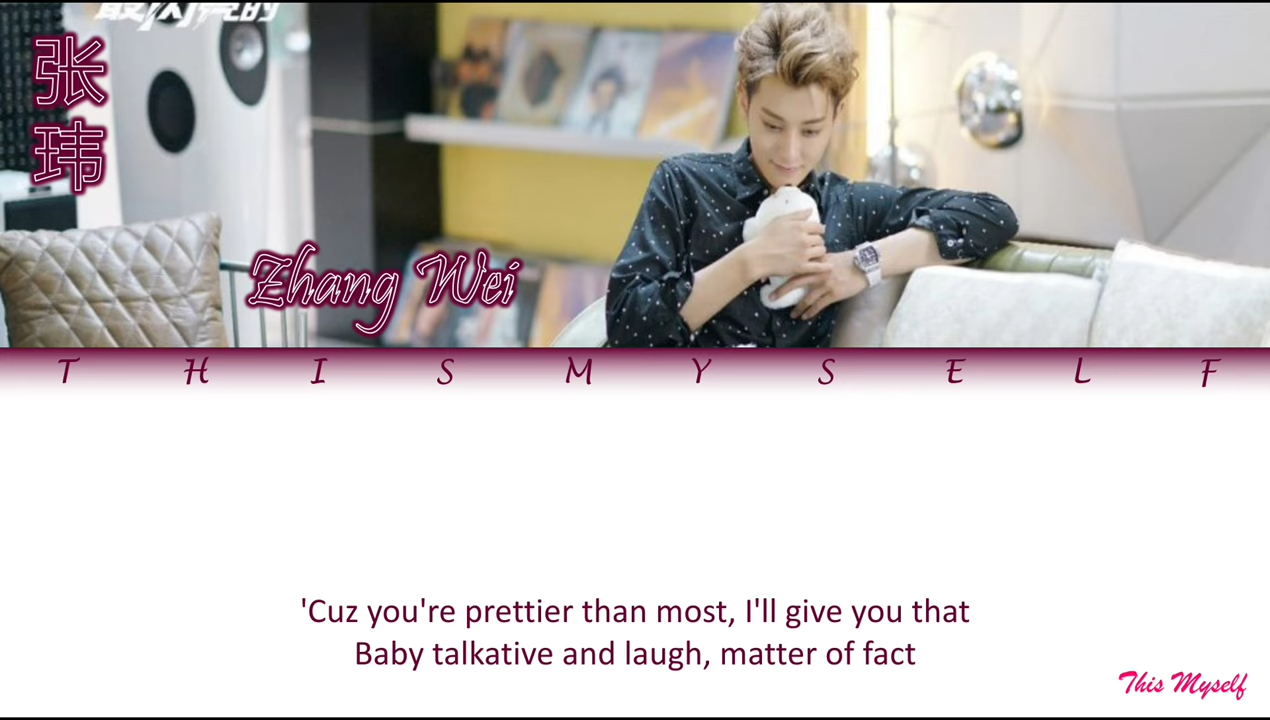 张
玮
Zhang Wei
T H I S M Y S E L F
'Cuz you're prettier than most, I'll give you that
Baby talkative and laugh, matter of fact
This Myself